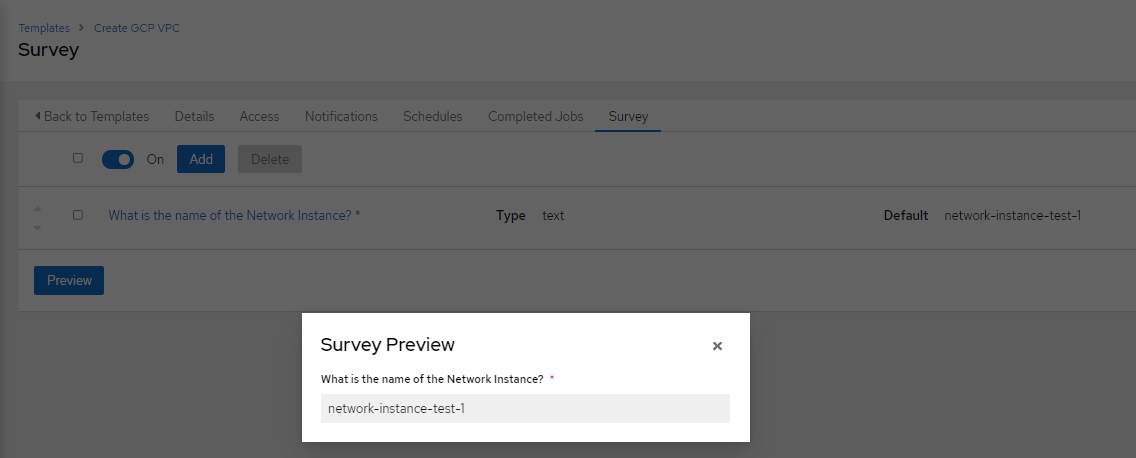 Templates > Create GCP VPC
Survey
Back to Templates Details Access Notifications Schedules Completed Jobs Survey
On Add Delete
What is the name of the Network Instance? * Type text Default network-instance-test-1
Preview
Survey Preview
What is the name of the Network Instance? *
network-instance-test-1